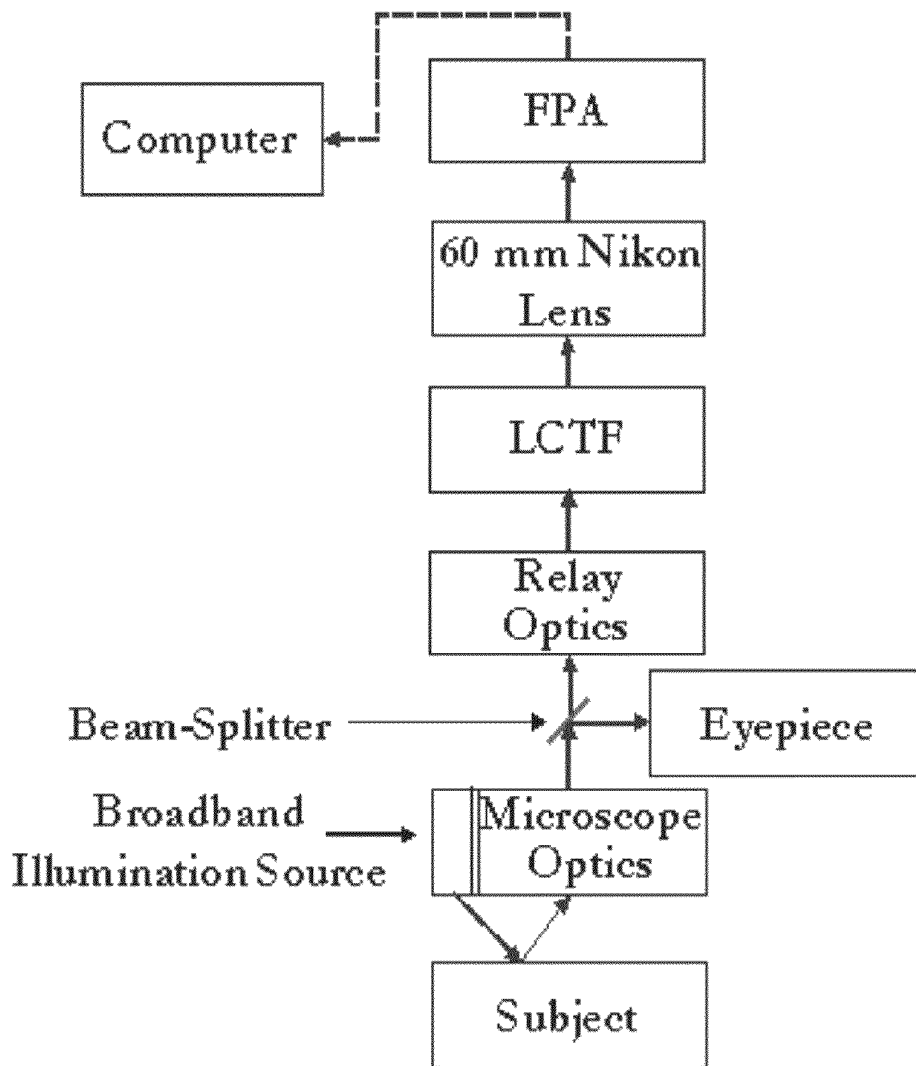 FPA
Computer
60 mm Nikon
Lens
LCTF
Relay
Optics
Beam-Splitter
Eyepiece
Broadband
Illumination Source
Microscope
Optics
Subject